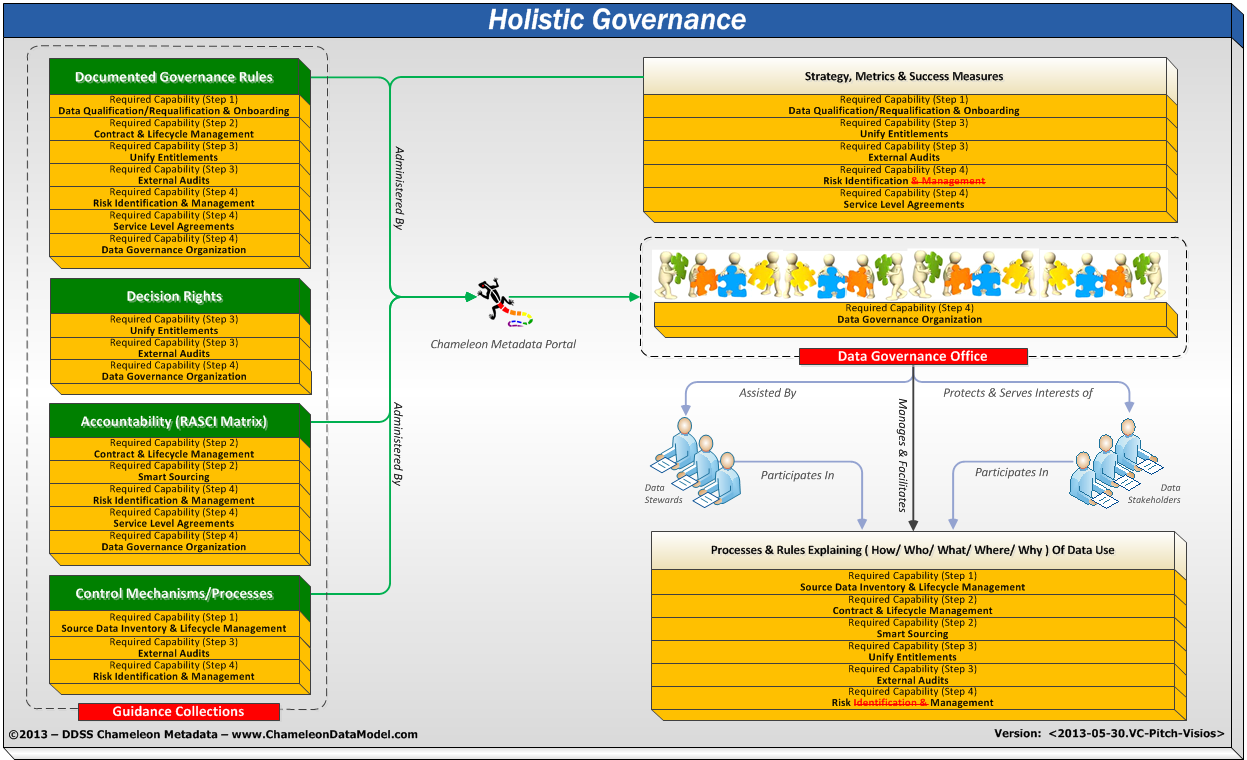 Holistic Governance
Documented Governance Rules
Required Capability (Step 1)
Data Qualification/Requalification & Onboarding
Required Capability (Step 2)
Contract & Lifecycle Management
Required Capability (Step 3)
Unify Entitlements
Required Capability (Step 3)
External Audits
Required Capability (Step 4)
Risk Identification & Management
Required Capability (Step 4)
Service Level Agreements
Required Capability (Step 4)
Data Governance Organization
Decision Rights
Required Capability (Step 3)
Unify Entitlements
Required Capability (Step 3)
External Audits
Required Capability (Step 4)
Data Governance Organization
Accountability (RASCI Matrix)
Required Capability (Step 2)
Contract & Lifecycle Management
Required Capability (Step 2)
Smart Sourcing
Required Capability (Step 4)
Risk Identification & Management
Required Capability (Step 4)
Service Level Agreements
Required Capability (Step 4)
Data Governance Organization
Control Mechanisms/Processes
Required Capability (Step 1)
Source Data Inventory & Lifecycle Management
Required Capability (Step 3)
External Audits
Required Capability (Step 4)
Risk Identification & Management
Guidance Collections
Administered By
Administered By
Chameleon Metadata Portal
Strategy, Metrics & Success Measures
Required Capability (Step 1)
Data Qualification/Requalification & Onboarding
Required Capability (Step 3)
Unify Entitlements
Required Capability (Step 3)
External Audits
Required Capability (Step 4)
Risk Identification & Management
Required Capability (Step 4)
Service Level Agreements
Required Capability (Step 4)
Data Governance Organization
Data Governance Office
Assisted By
Protects & Serves Interests of
Manages & Facilitates
Participates In
Participates In
Data
Stewards
Data
Stakeholders
Processes & Rules Explaining ( How/ Who/ What/ Where/ Why ) Of Data Use
Required Capability (Step 1)
Source Data Inventory & Lifecycle Management
Required Capability (Step 2)
Contract & Lifecycle Management
Required Capability (Step 2)
Smart Sourcing
Required Capability (Step 3)
Unify Entitlements
Required Capability (Step 3)
External Audits
Required Capability (Step 4)
Risk Identification & Management
©2013 – DDSS Chameleon Metadata – www.ChameleonDataModel.com
Version: <2013-05-30.VC-Pitch-Visios>